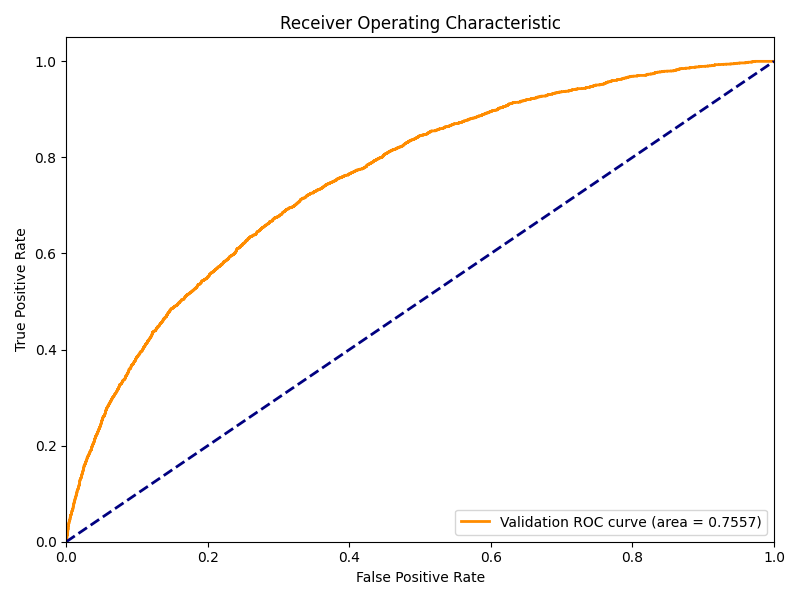 Receiver Operating Characteristic
1.0
0.8
0.6
0.4
0.2
0.0
True Positive Rate
Validation ROC curve (area = 0.7557)
0.0 0.2 0.4 0.6 0.8 1.0
False Positive Rate